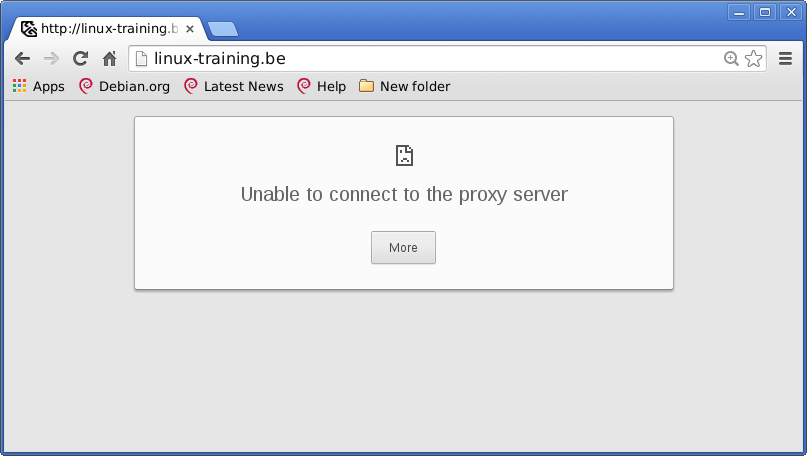 http://linux-training.b
linux-training.be
Apps Debian.org Latest News Help New folder
Unable to connect to the proxy server
More